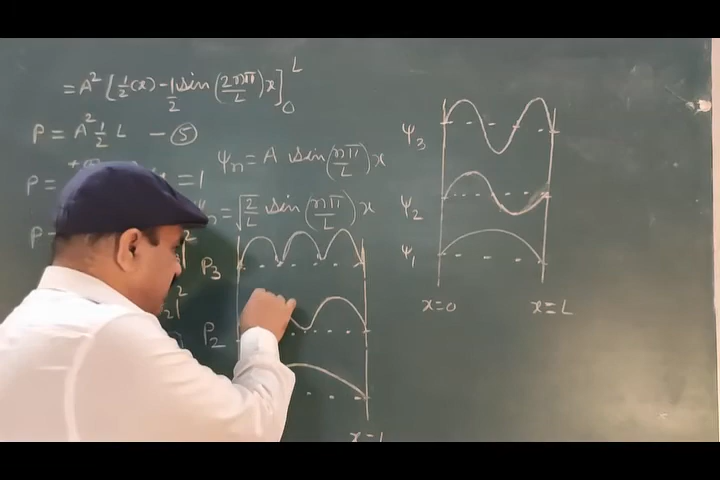 = A² [ 1/2 (x) - 1/2 sin (2nπ/L) x ]₀ᴸ
P = A² 1/2 L - ⑤
+∞ = 1
P =
ψn = A sin (nπ/L) x
= √2/L sin (nπ/L) x
P
P₃
P₂
x = L
ψ₃
ψ₂
ψ₁
x = 0
x = L